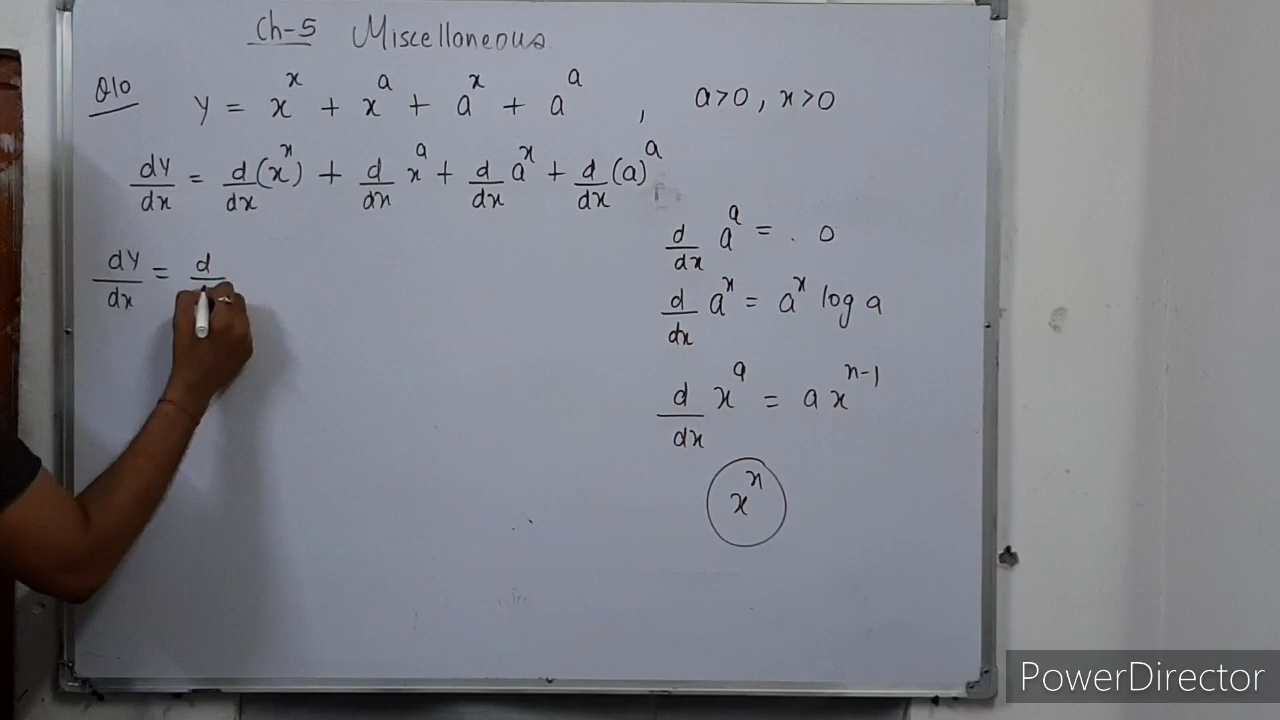 Ch-5 Miscelloneous
Q10 y = x^x + x^a + a^x + a^a , a>0, x>0
dy/dx = d/dx (x^x) + d/dx x^a + d/dx a^x + d/dx (a)^a
d/dx a^a = . 0
dy/dx = d
d/dx a^x = a^x log a
d/dx x^a = a x^{n-1}
x^x
PowerDirector